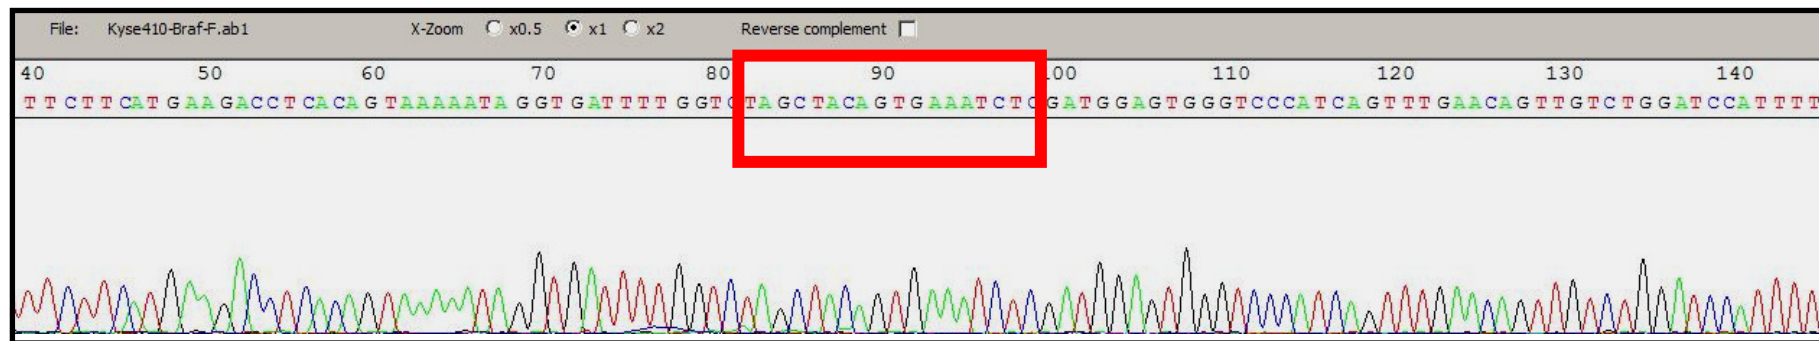 File: Kyse410-Braf-F.ab1 X-Zoom x0.5 x1 x2 Reverse complement
40 50 60 70 80 90 100 110 120 130 140
TTCTTCATGAAGACCTCACAGTAAAAATAGGTGATTTTGGTCTAGCTACAGTGAAATCTCGATGGAGTGGGTCCCATCAGTTTGAACAGTTGTCTGGATCCATTTT